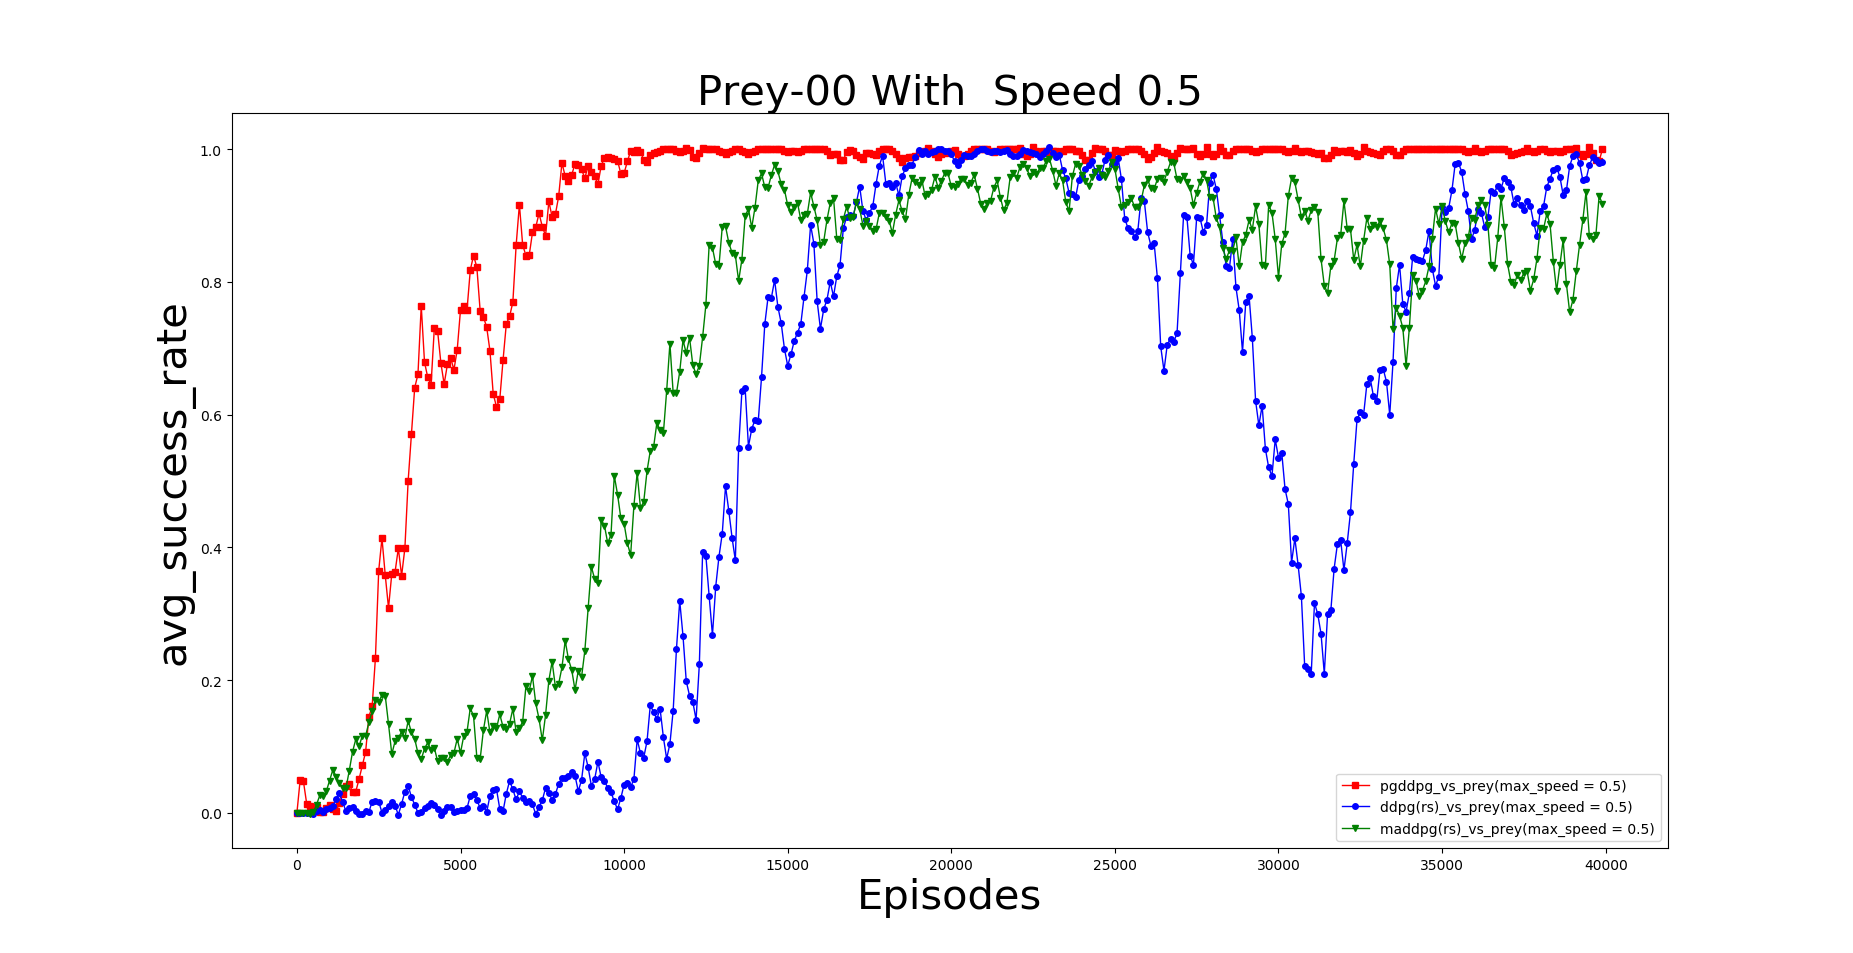 Prey-00 With  Speed 0.5
avg_success_rate
1.0
0.8
0.6
0.4
0.2
0.0
0 5000 10000 15000 20000 25000 30000 35000 40000
Episodes
pgddpg_vs_prey(max_speed = 0.5)
ddpg(rs)_vs_prey(max_speed = 0.5)
maddpg(rs)_vs_prey(max_speed = 0.5)